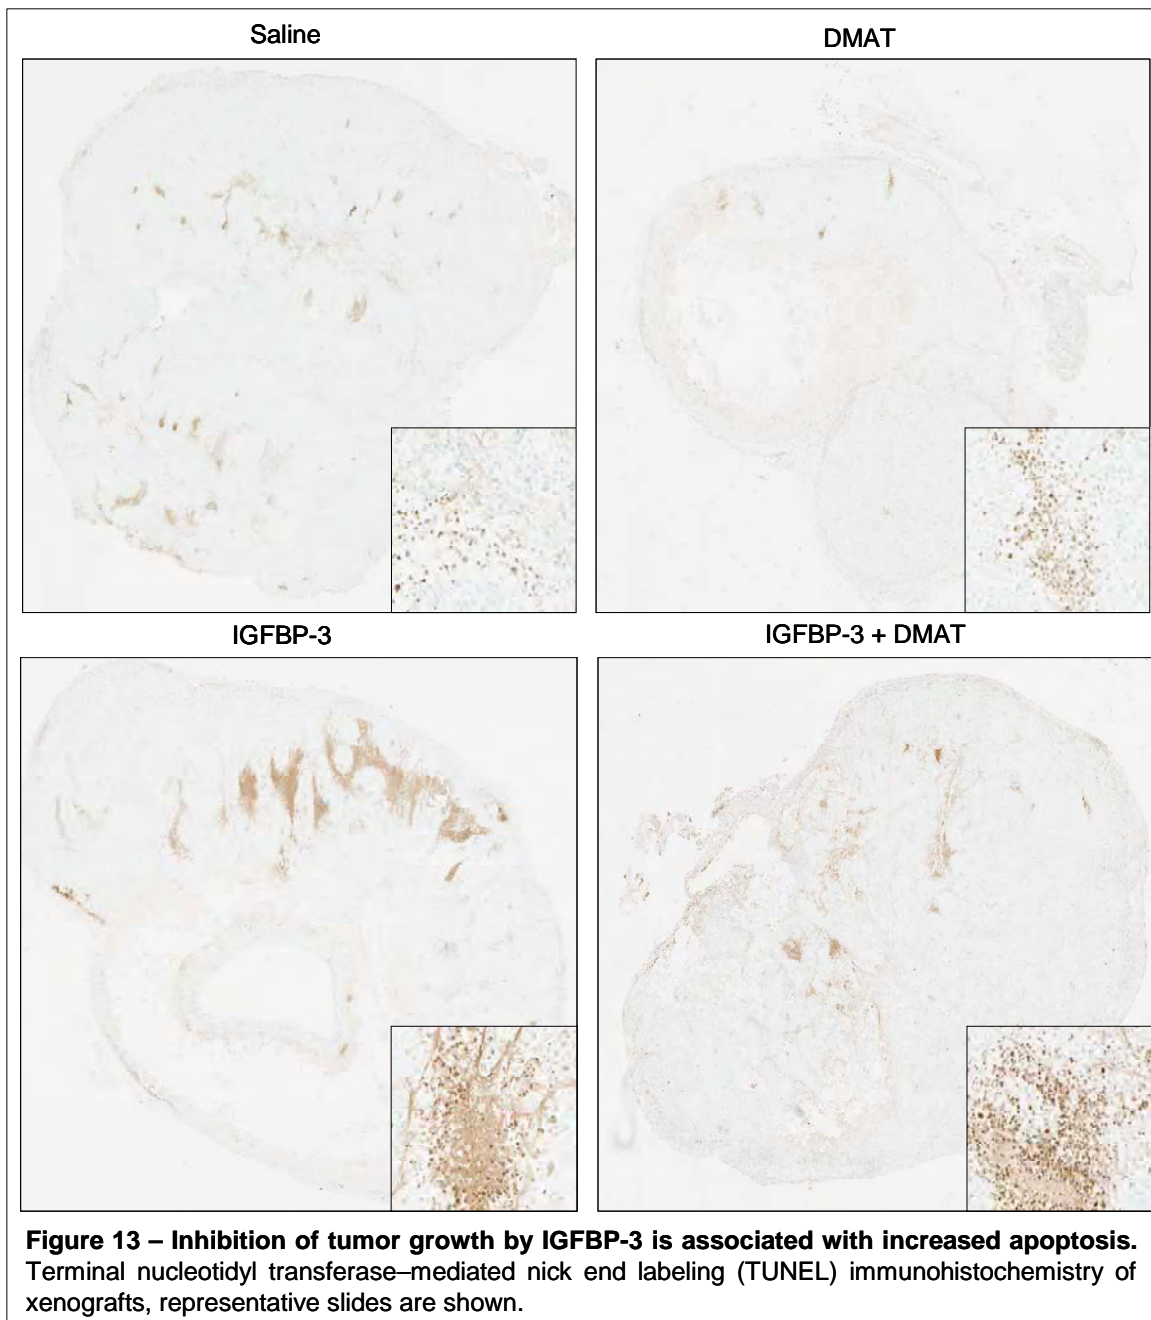 Saline
DMAT
IGFBP-3
IGFBP-3 + DMAT
Figure 13 – Inhibition of tumor growth by IGFBP-3 is associated with increased apoptosis.
Terminal nucleotidyl transferase–mediated nick end labeling (TUNEL) immunohistochemistry of
xenografts, representative slides are shown.